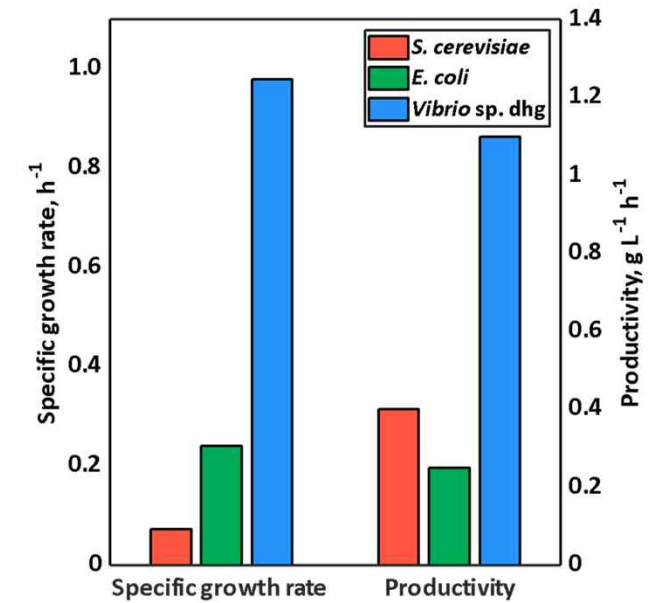 1.4
1.0
S. cerevisiae
E. coli
Vibrio sp. dhg
1.2
0.8
1
0.6
0.8
0.4
0.6
0.2
0.4
0.2
0
0
Specific growth rate, h⁻¹
Productivity, g L⁻¹ h⁻¹
Specific growth rate
Productivity